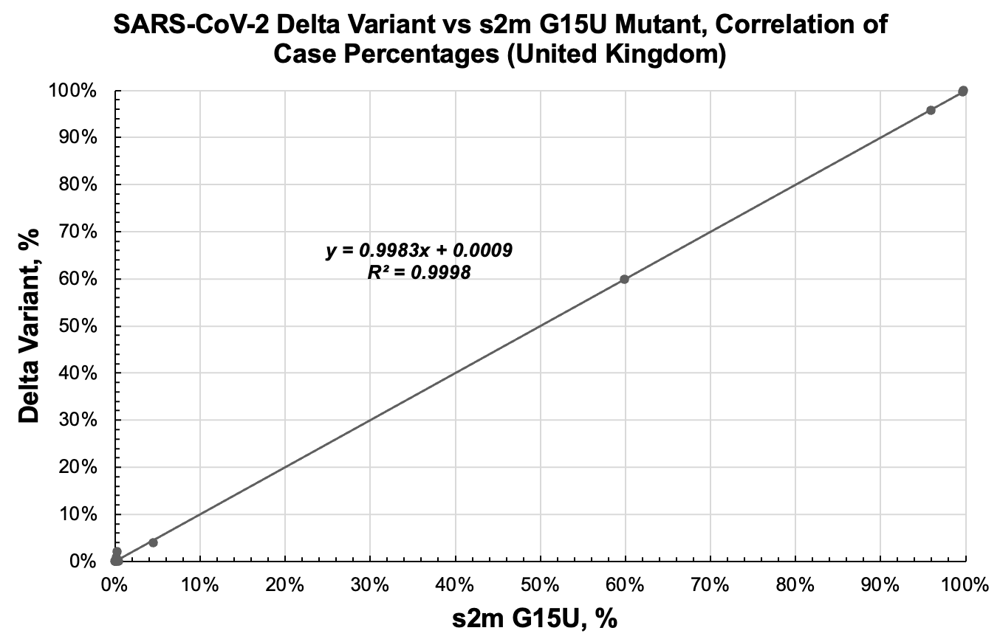 SARS-CoV-2 Delta Variant vs s2m G15U Mutant, Correlation of
Case Percentages (United Kingdom)
100%
90%
80%
70%
60%
50%
40%
30%
20%
10%
0%
Delta Variant, %
y = 0.9983x + 0.0009
R² = 0.9998
0% 10% 20% 30% 40% 50% 60% 70% 80% 90% 100%
s2m G15U, %